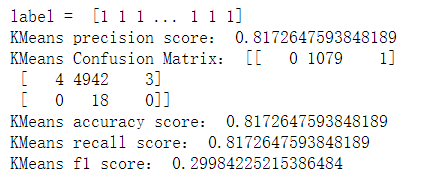 label =  [1 1 1 ... 1 1 1]
KMeans precision score:  0.8172647593848189
KMeans Confusion Matrix:  [[   0 1079    1]
 [   4 4942    3]
 [   0   18    0]]
KMeans accuracy score:  0.8172647593848189
KMeans recall score:  0.8172647593848189
KMeans f1 score:  0.29984225215386484